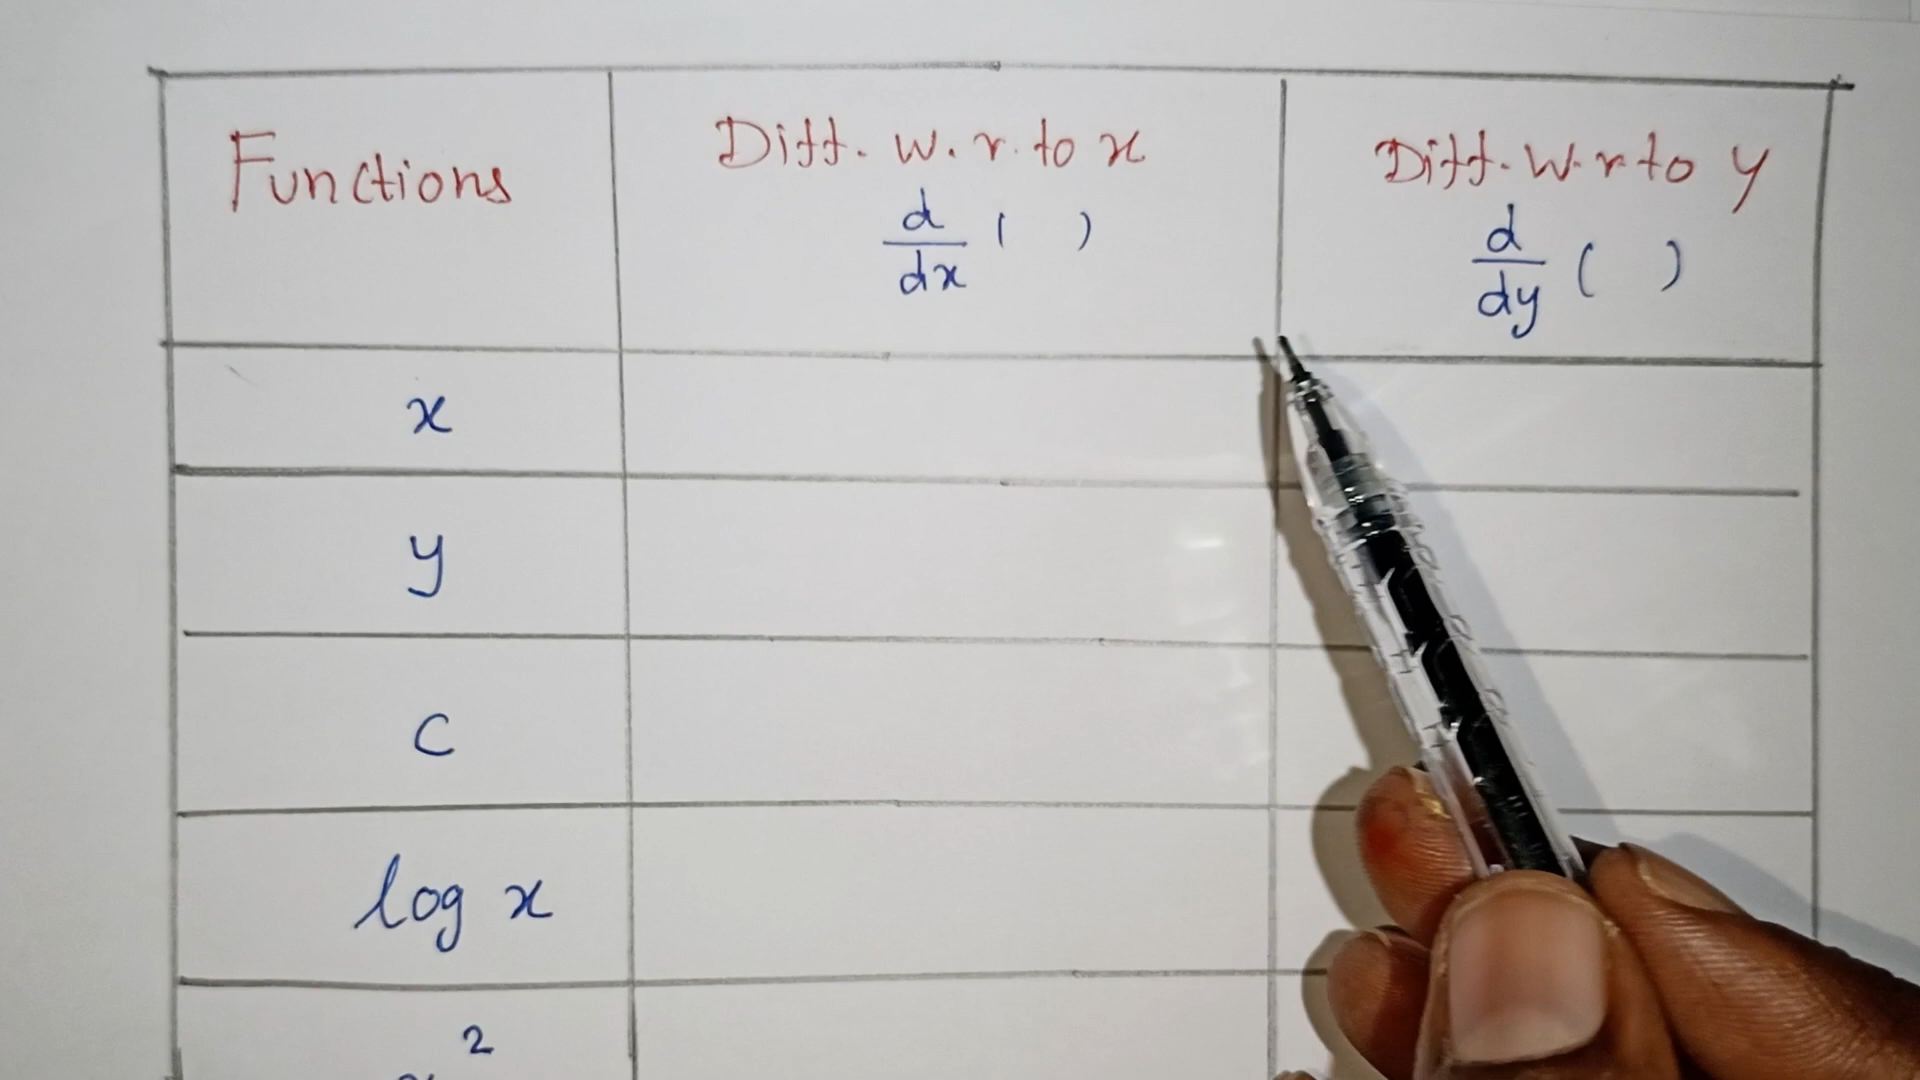 Functions
Diff. w. r. to x
d/dx ( )
Diff. w. r to y
d/dy ( )
x
y
c
log x
2